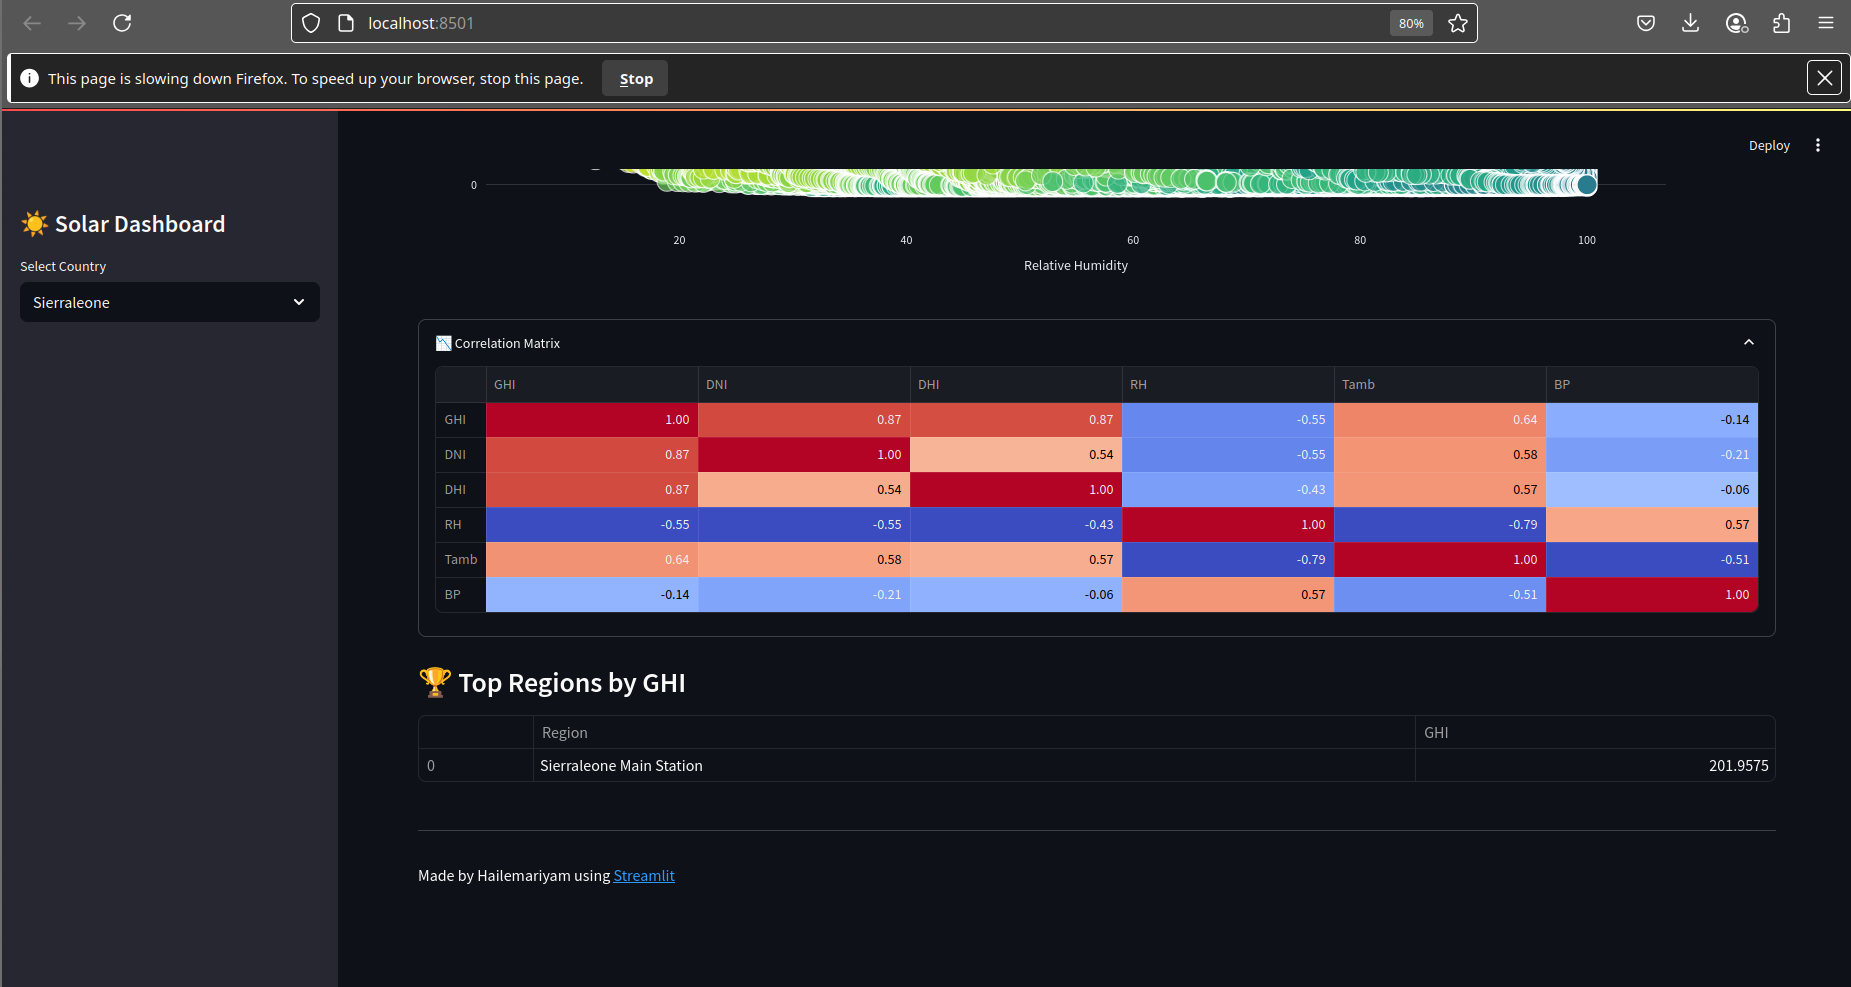 localhost:8501
80%
This page is slowing down Firefox. To speed up your browser, stop this page.
Stop
Deploy
☀️ Solar Dashboard
Select Country
Sierraleone
0
20 40 60 80 100
Relative Humidity
📉 Correlation Matrix
GHI DNI DHI RH Tamb BP
GHI 1.00 0.87 0.87 -0.55 0.64 -0.14
DNI 0.87 1.00 0.54 -0.55 0.58 -0.21
DHI 0.87 0.54 1.00 -0.43 0.57 -0.06
RH -0.55 -0.55 -0.43 1.00 -0.79 0.57
Tamb 0.64 0.58 0.57 -0.79 1.00 -0.51
BP -0.14 -0.21 -0.06 0.57 -0.51 1.00
🏆 Top Regions by GHI
Region GHI
0 Sierraleone Main Station 201.9575
Made by Hailemariyam using Streamlit